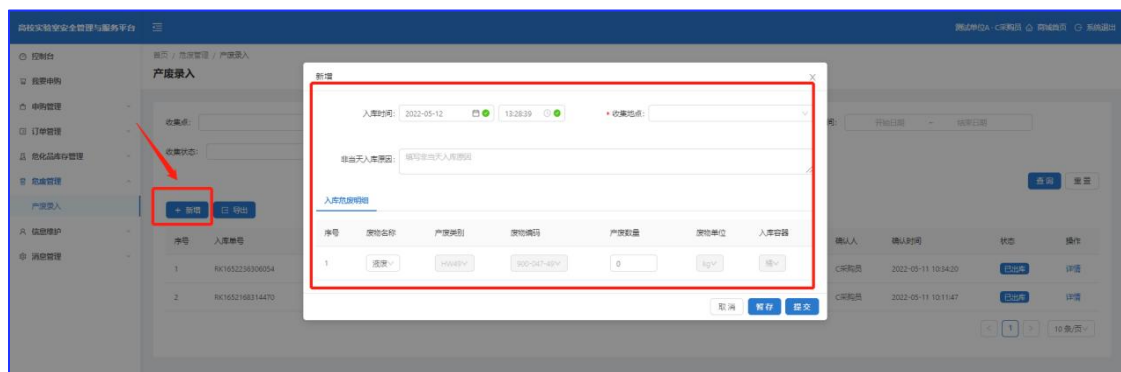 高校实验室安全管理与服务平台
测试单位A - C采购员 商城首页 系统退出
控制台
我要申购
申购管理
订单管理
危化品库存管理
危废管理
产废录入
信息维护
消息管理
首页 / 危废管理 / 产废录入
产废录入
收集点:
开始日期 ~ 结束日期
收集状态:
查询 重置
+ 新增 导出
序号 入库单号 确认人 确认时间 状态 操作
1 RK1652236306054 C采购员 2022-05-11 10:34:20 已出库 详情
2 RK1652168314470 C采购员 2022-05-11 10:11:47 已出库 详情
1 10 条/页
新增
入库时间: 2022-05-12 13:28:39 * 收集地点:
非当天入库原因: 填写非当天入库原因
入库危废明细
序号 废物名称 产废类别 废物编码 产废数量 废物单位 入库容器
1 液废 HW49 900-047-49 0 kg 桶
取 消 暂 存 提 交